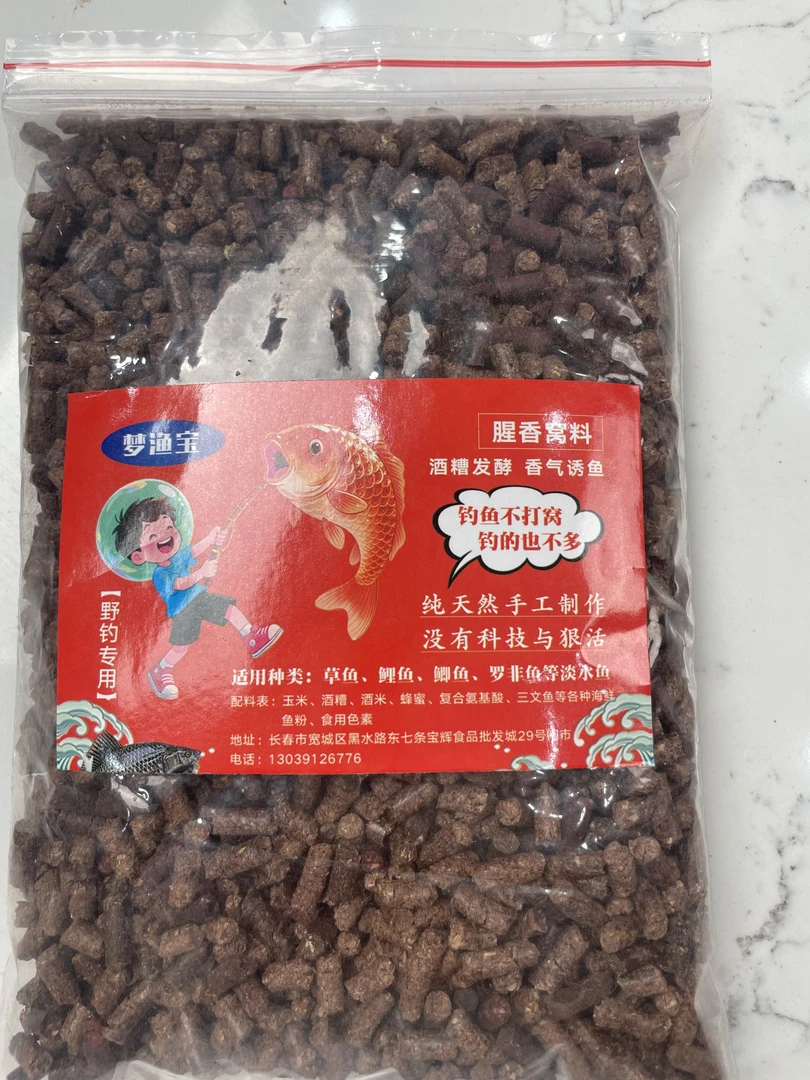 梦渔宝
腥香窝料
酒糟发酵 香气诱鱼
钓鱼不打窝
钓的也不多
纯天然手工制作
没有科技与狠活
【野钓专用】
适用种类：草鱼、鲤鱼、鲫鱼、罗非鱼等淡水鱼
配料表：玉米、酒糟、酒米、蜂蜜、复合氨基酸、三文鱼等各种海鲜
鱼粉、食用色素
地址：长春市宽城区黑水路东七条宝辉食品批发城29号门市
电话：13039126776